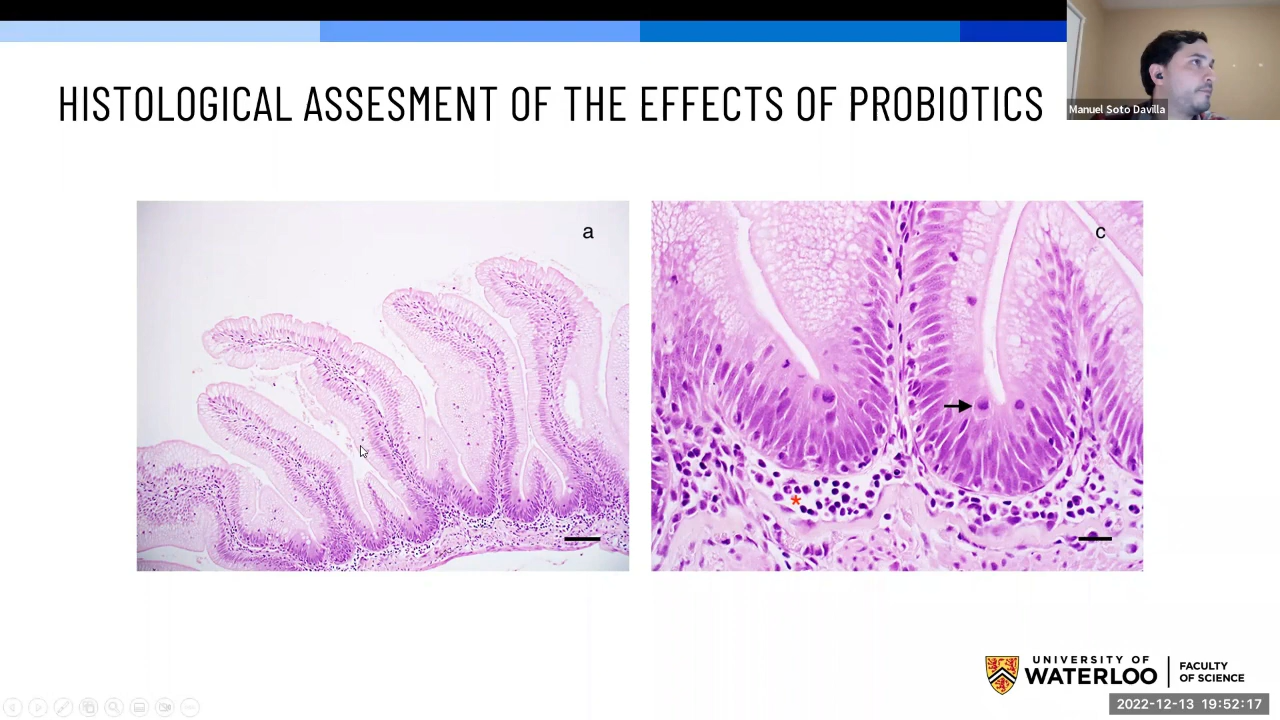 HISTOLOGICAL ASSESMENT OF THE EFFECTS OF PROBIOTICS
Manuel Soto Davilla
a
c
*
UNIVERSITY OF
WATERLOO
FACULTY
OF SCIENCE
2022-12-13 19:52:17